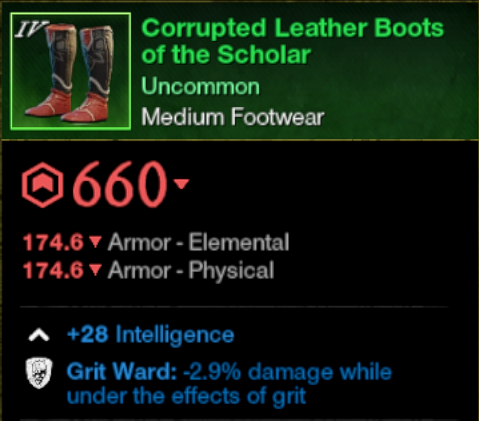 IV
Corrupted Leather Boots
of the Scholar
Uncommon
Medium Footwear
660
174.6 Armor - Elemental
174.6 Armor - Physical
+28 Intelligence
Grit Ward: -2.9% damage while
under the effects of grit